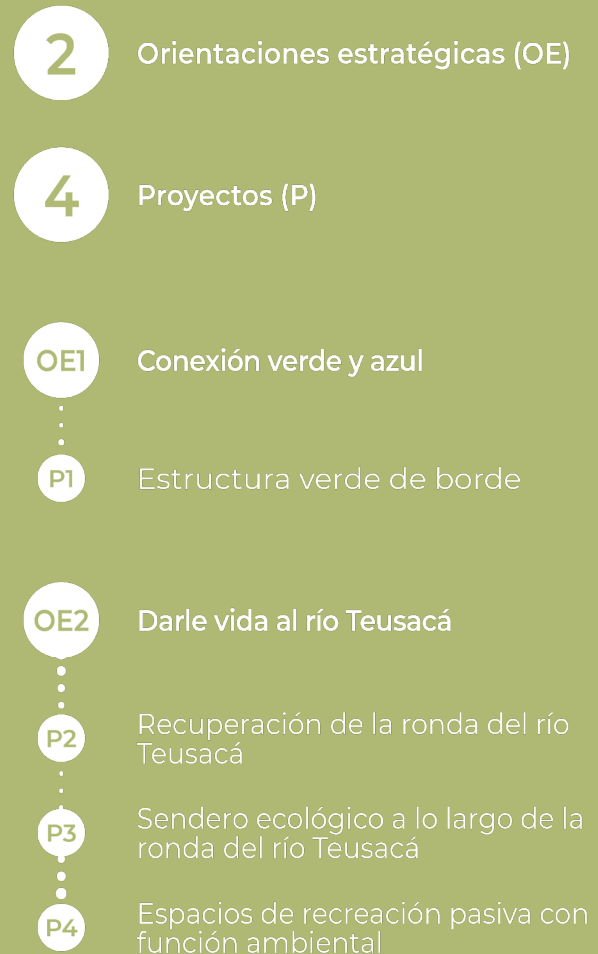 2 Orientaciones estratégicas (OE)
4 Proyectos (P)
OE1 Conexión verde y azul
P1 Estructura verde de borde
OE2 Darle vida al río Teusacá
P2 Recuperación de la ronda del río
Teusacá
P3 Sendero ecológico a lo largo de la
ronda del río Teusacá
P4 Espacios de recreación pasiva con
función ambiental